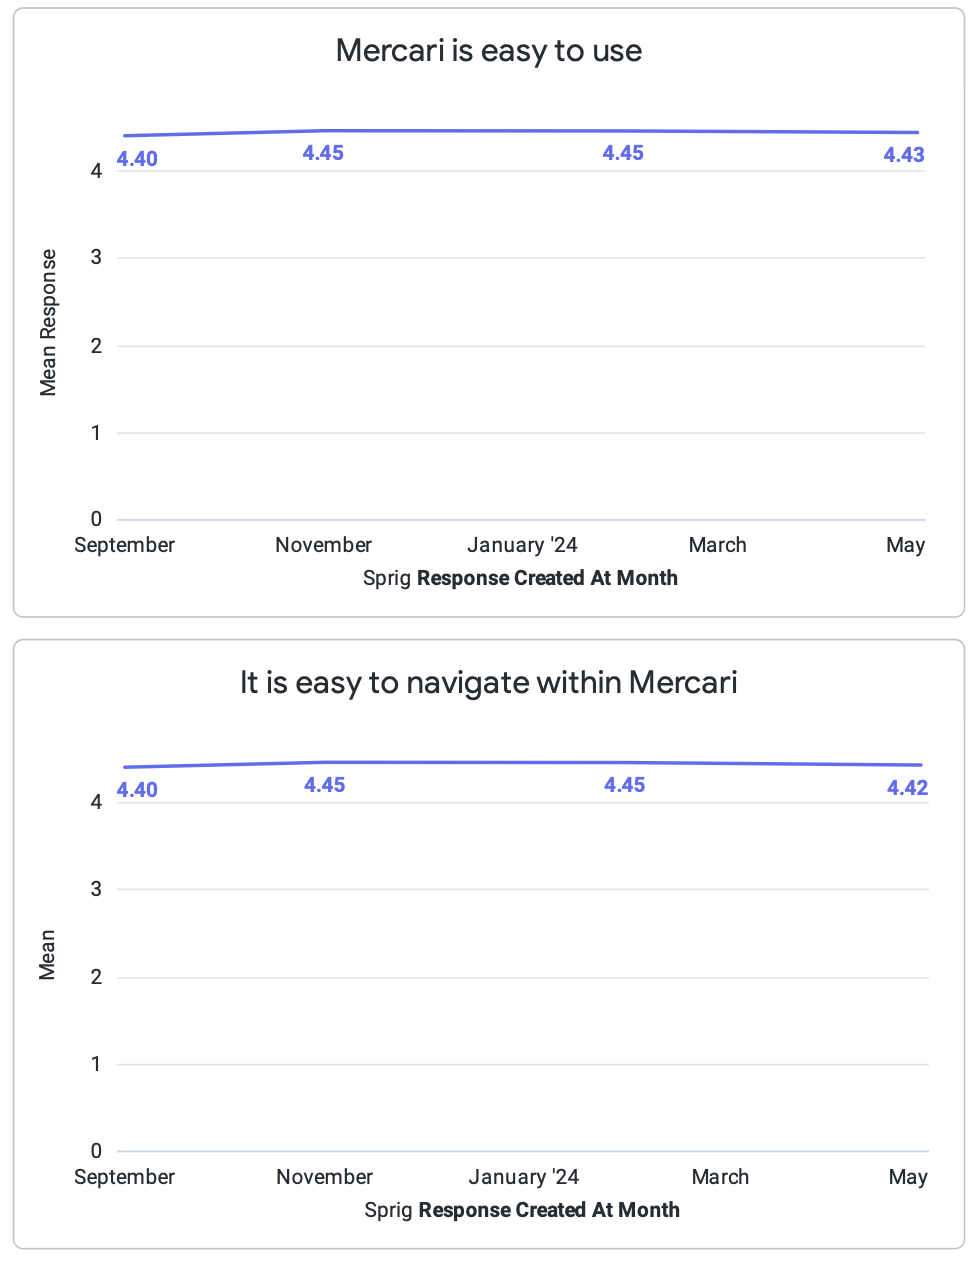 Mercari is easy to use
4.40
4.45
4.45
4.43
4
3
2
1
0
Mean Response
September
November
January '24
March
May
Sprig Response Created At Month
It is easy to navigate within Mercari
4.40
4.45
4.45
4.42
4
3
2
1
0
Mean
September
November
January '24
March
May
Sprig Response Created At Month